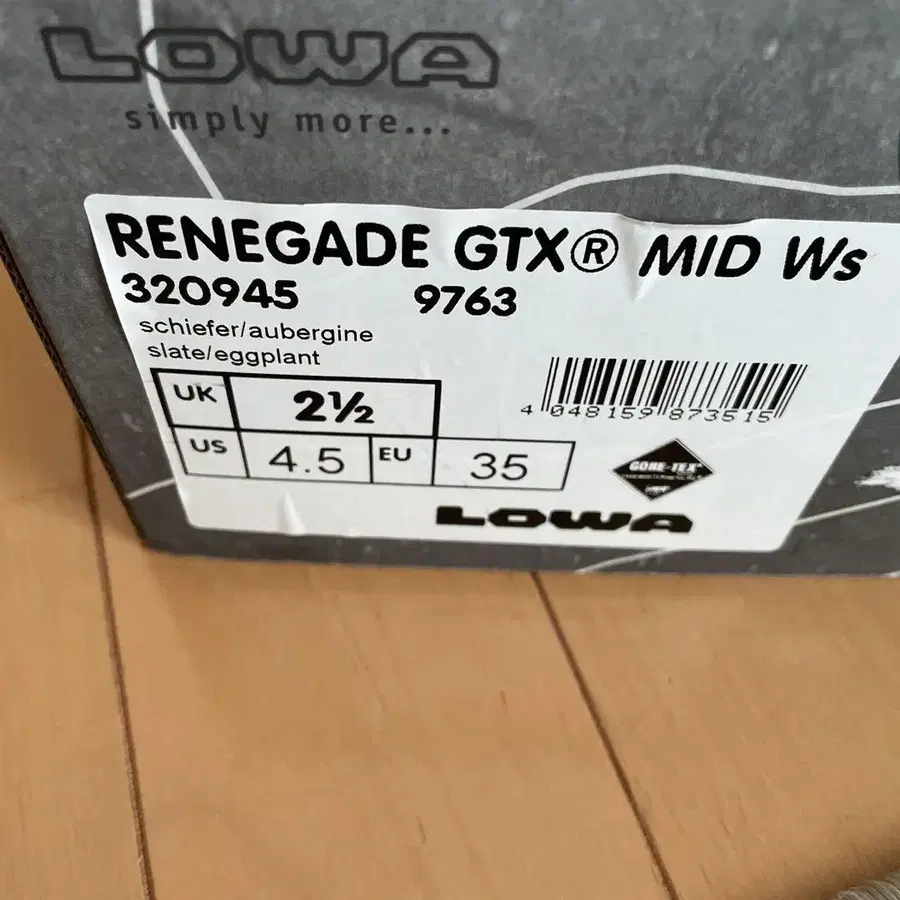 LOWA
simply more...
RENEGADE GTX® MID Ws
320945 9763
schiefer/aubergine
slate/eggplant
UK 2½
US 4.5 EU 35
4 048159 873515
GORE-TEX®
LOWA